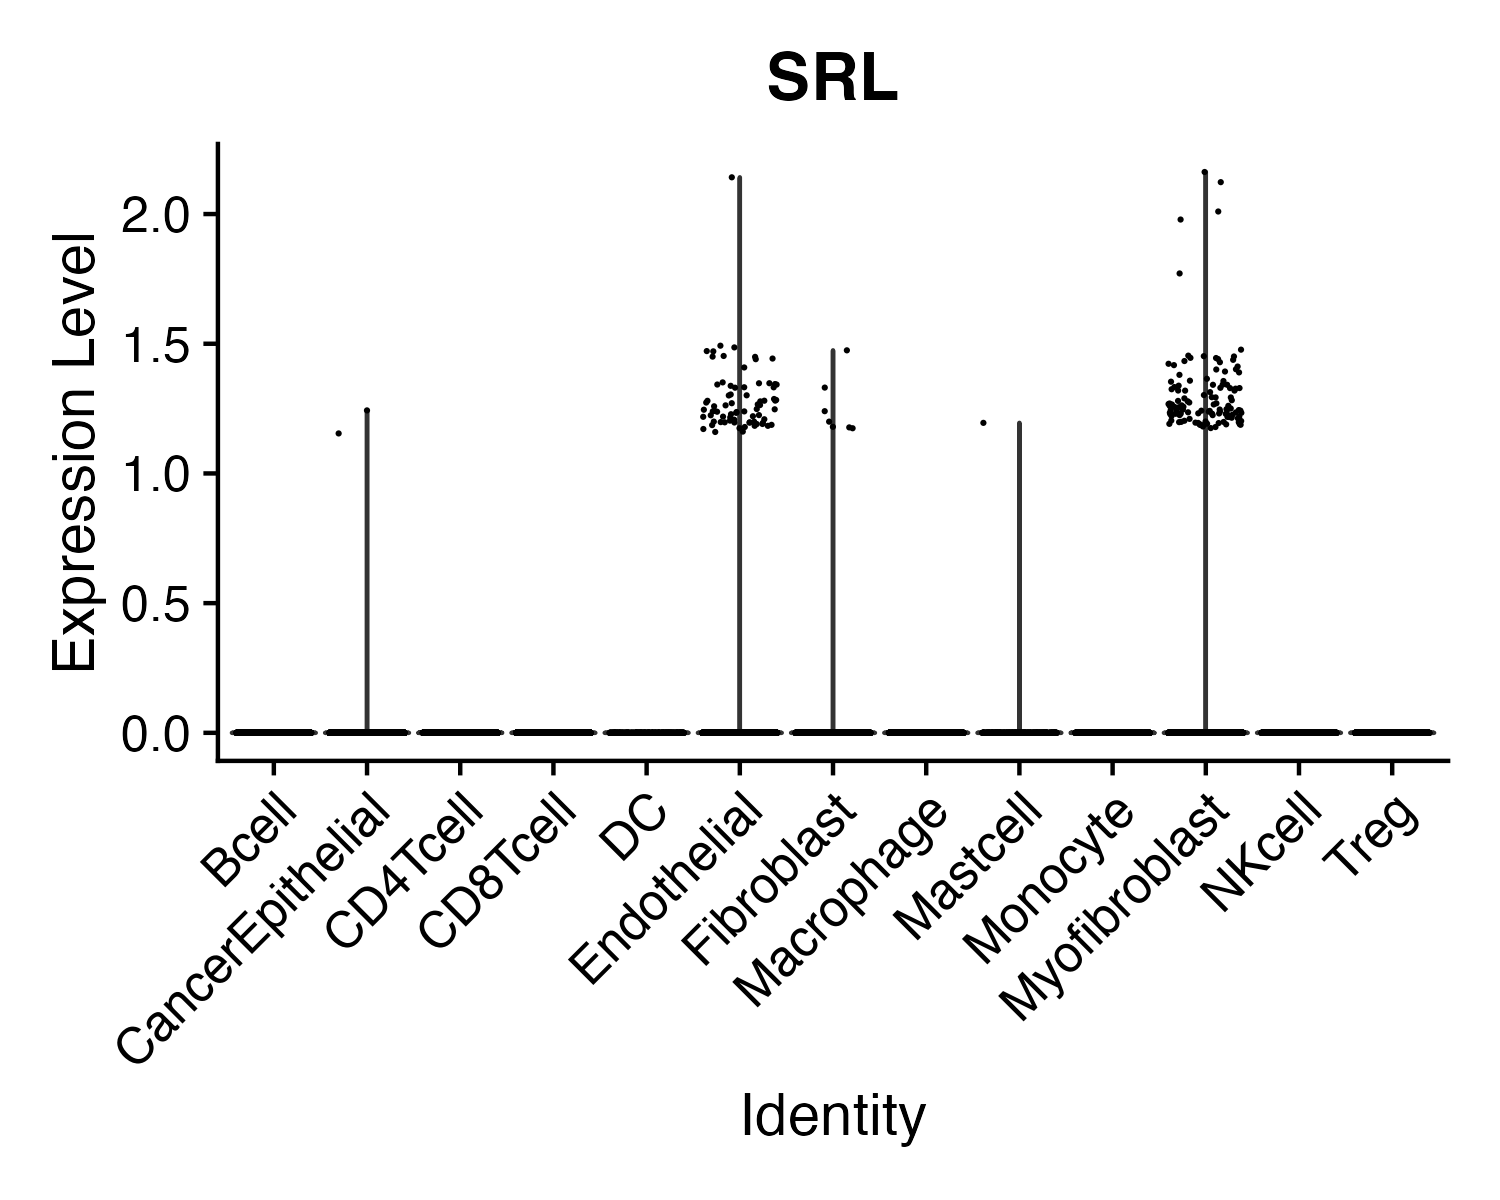 SRL
Expression Level
2.0
1.5
1.0
0.5
0.0
Bcell
CancerEpithelial
CD4Tcell
CD8Tcell
DC
Endothelial
Fibroblast
Macrophage
Mastcell
Monocyte
Myofibroblast
NKcell
Treg
Identity